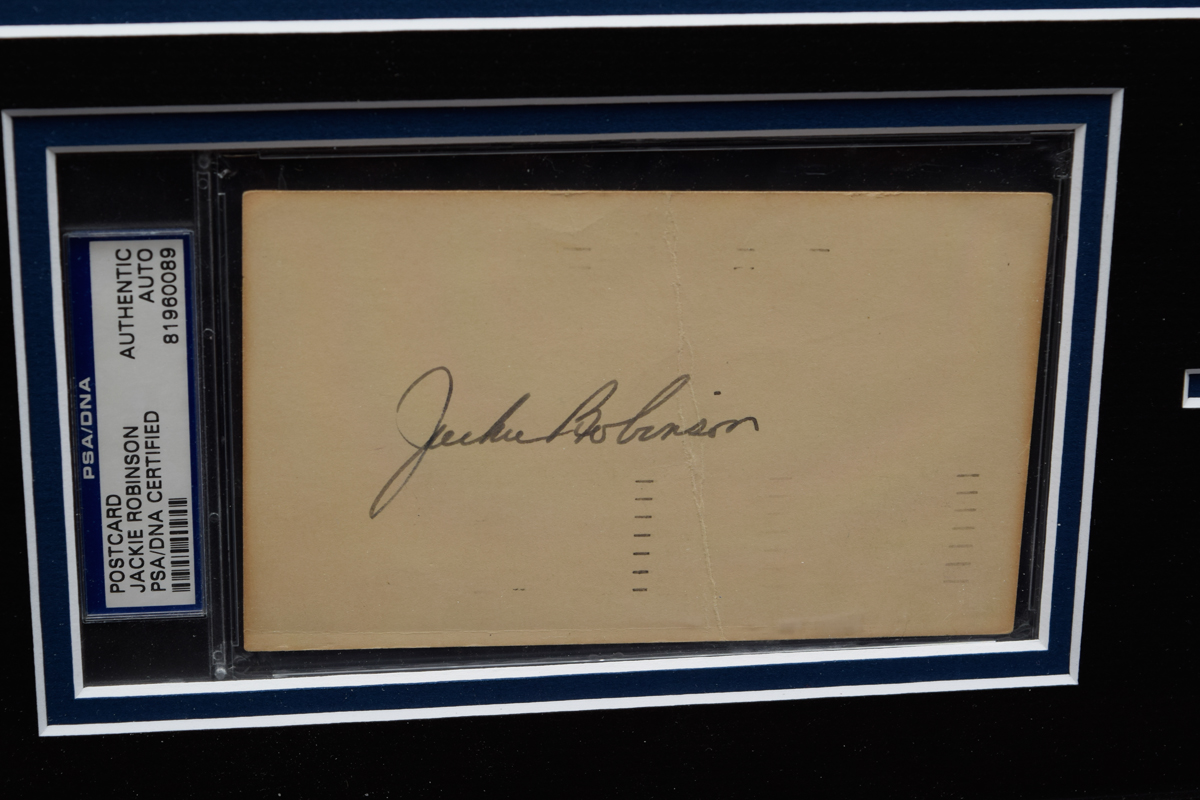 PSA/DNA
POSTCARD
JACKIE ROBINSON AUTHENTIC
PSA/DNA CERTIFIED AUTO
81960089
Jackie Robinson